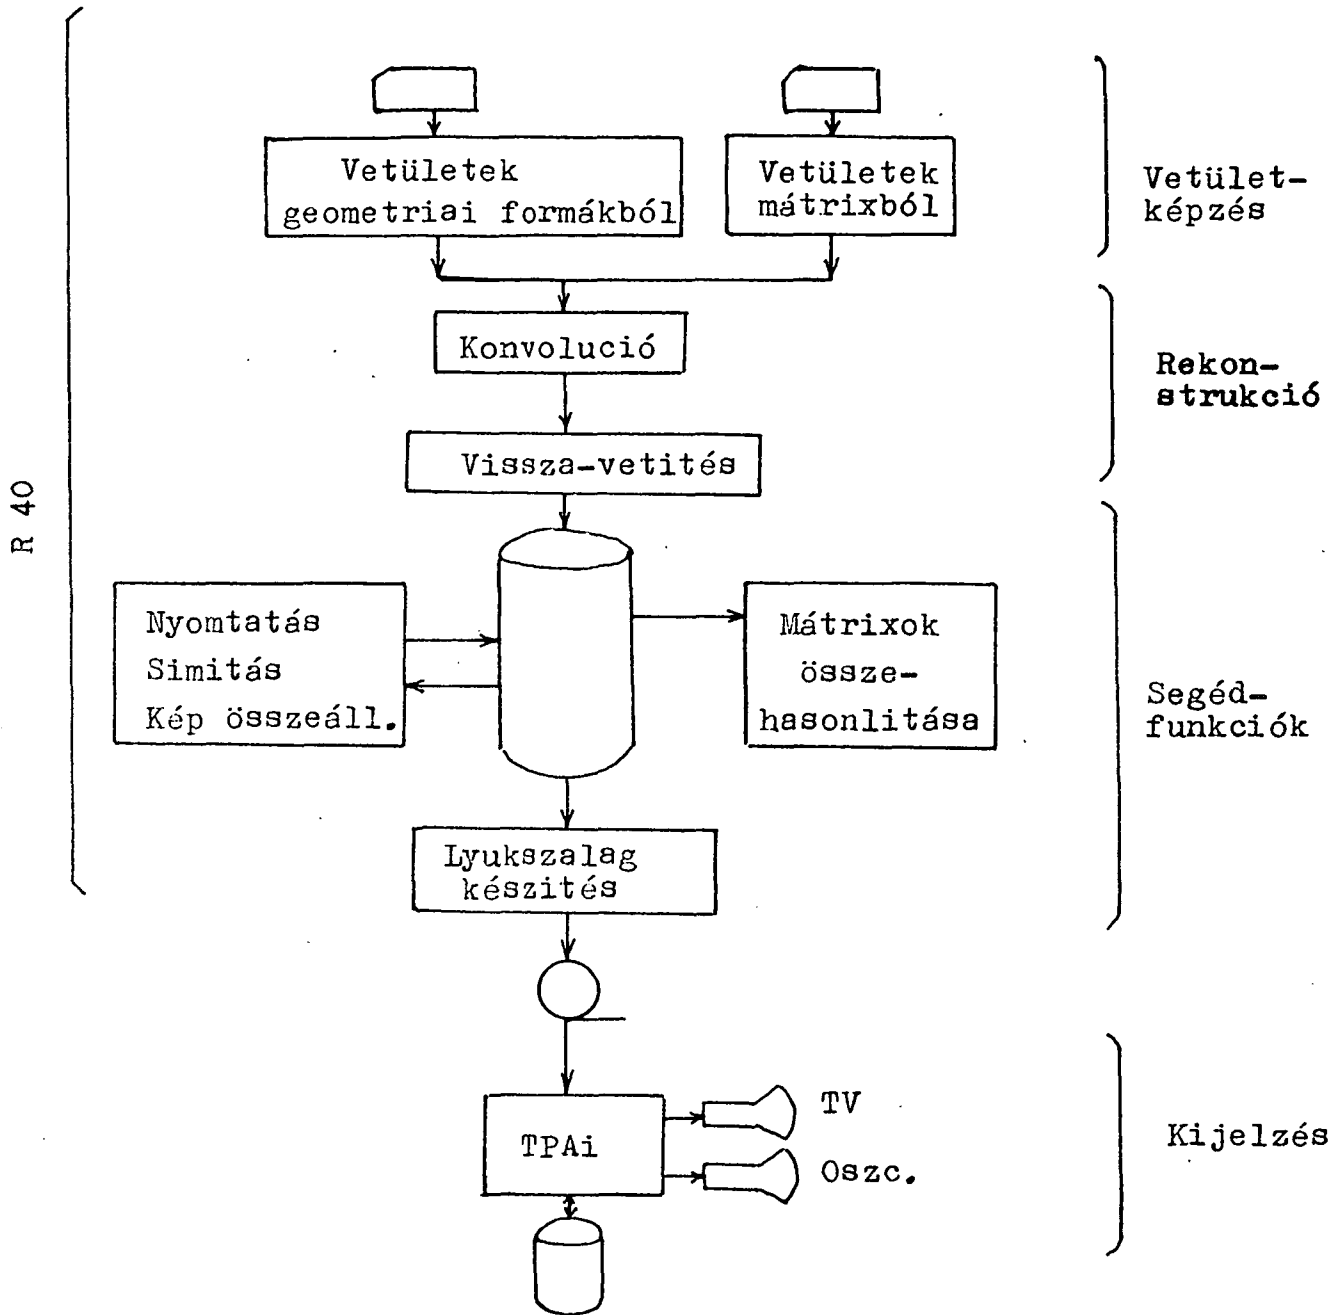 Vetületek
geometriai formákból
Vetületek
mátrixból
Vetület-
képzés
Konvolució
Rekon-
strukció
Vissza-vetités
R 40
Nyomtatás
Simitás
Kép összeáll.
Mátrixok
össze-
hasonlitása
Segéd-
funkciók
Lyukszalag
készités
TPAi
TV
Oszc.
Kijelzés